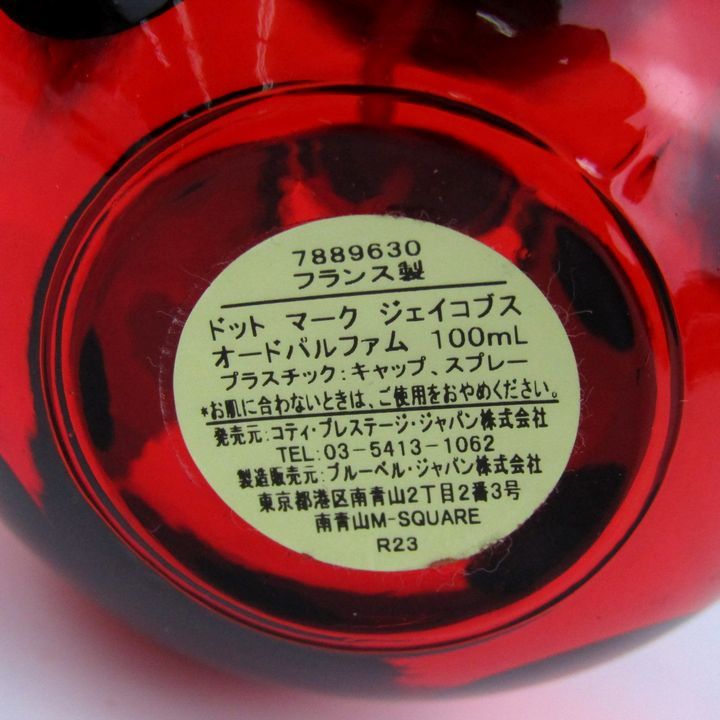 7889630
フランス製
ドット マーク ジェイコブス
オードパルファム 100mL
プラスチック:キャップ、スプレー
*お肌に合わないときは、ご使用をおやめください。
発売元:コティ・プレステージ・ジャパン株式会社
TEL:03-5413-1062
製造販売元:ブルーベル・ジャパン株式会社
東京都港区南青山2丁目2番3号
南青山M-SQUARE
R23